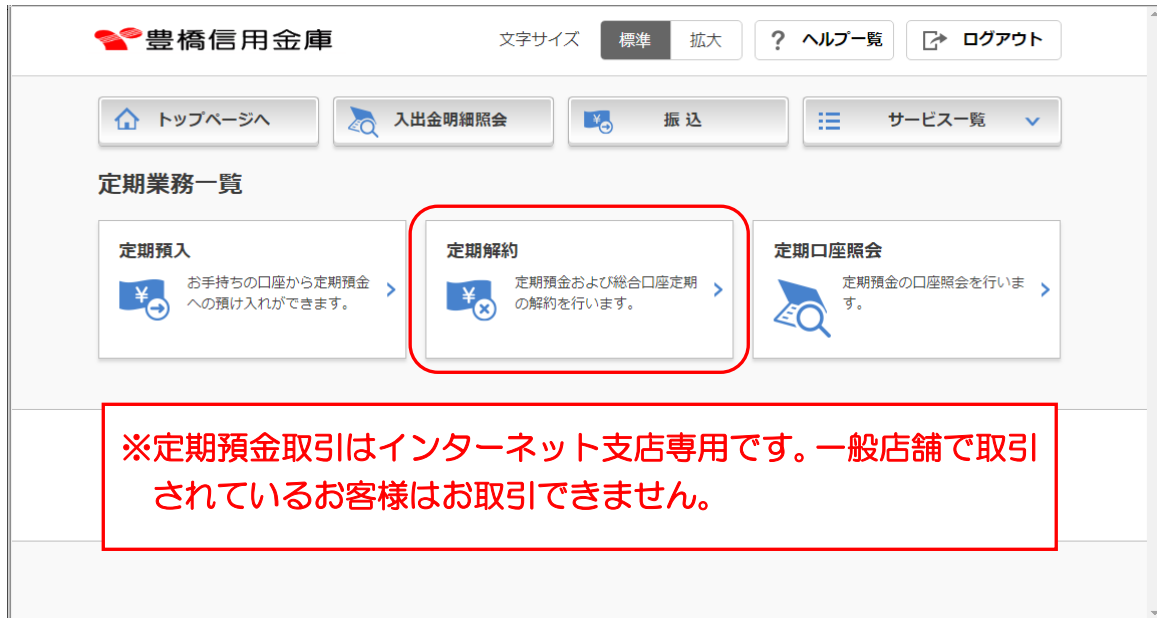 豊橋信用金庫
文字サイズ 標準 拡大 ? ヘルプ一覧 ログアウト
トップページへ 入出金明細照会 振 込 サービス一覧
定期業務一覧
定期預入
お手持ちの口座から定期預金
への預け入れができます。
定期解約
定期預金および総合口座定期
の解約を行います。
定期口座照会
定期預金の口座照会を行いま
す。
※定期預金取引はインターネット支店専用です。一般店舗で取引
されているお客様はお取引できません。